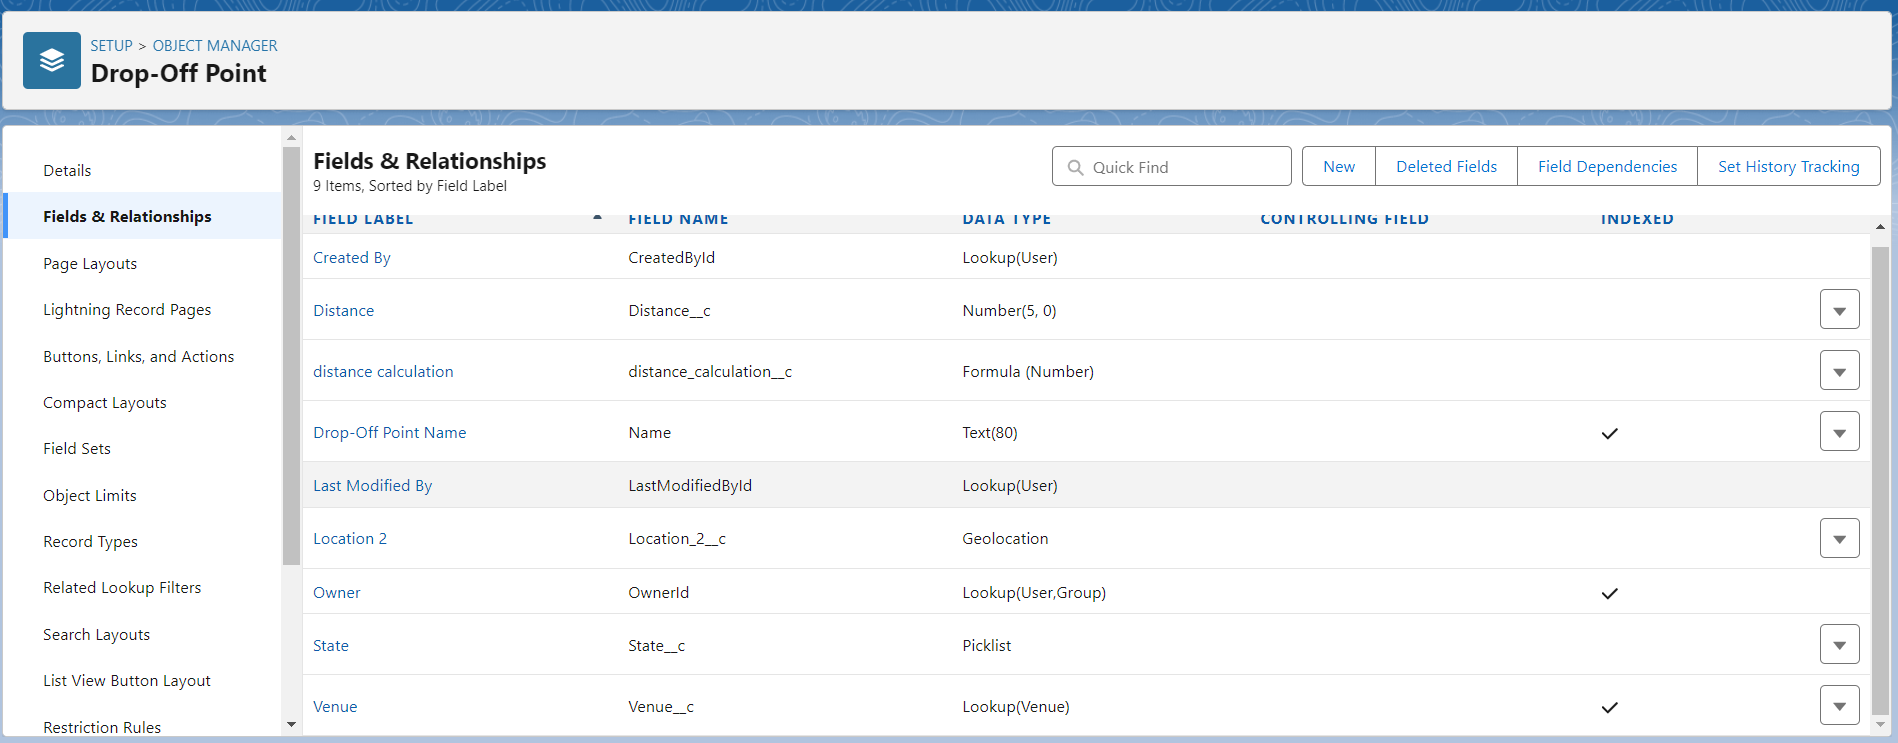 SETUP > OBJECT MANAGER
Drop-Off Point
Details
Fields & Relationships
Page Layouts
Lightning Record Pages
Buttons, Links, and Actions
Compact Layouts
Field Sets
Object Limits
Record Types
Related Lookup Filters
Search Layouts
List View Button Layout
Restriction Rules
Fields & Relationships
9 Items, Sorted by Field Label
Quick Find
New Deleted Fields Field Dependencies Set History Tracking
FIELD LABEL FIELD NAME DATA TYPE CONTROLLING FIELD INDEXED
Created By CreatedById Lookup(User)
Distance Distance__c Number(5, 0)
distance calculation distance_calculation__c Formula (Number)
Drop-Off Point Name Name Text(80)
Last Modified By LastModifiedById Lookup(User)
Location 2 Location_2__c Geolocation
Owner OwnerId Lookup(User,Group)
State State__c Picklist
Venue Venue__c Lookup(Venue)